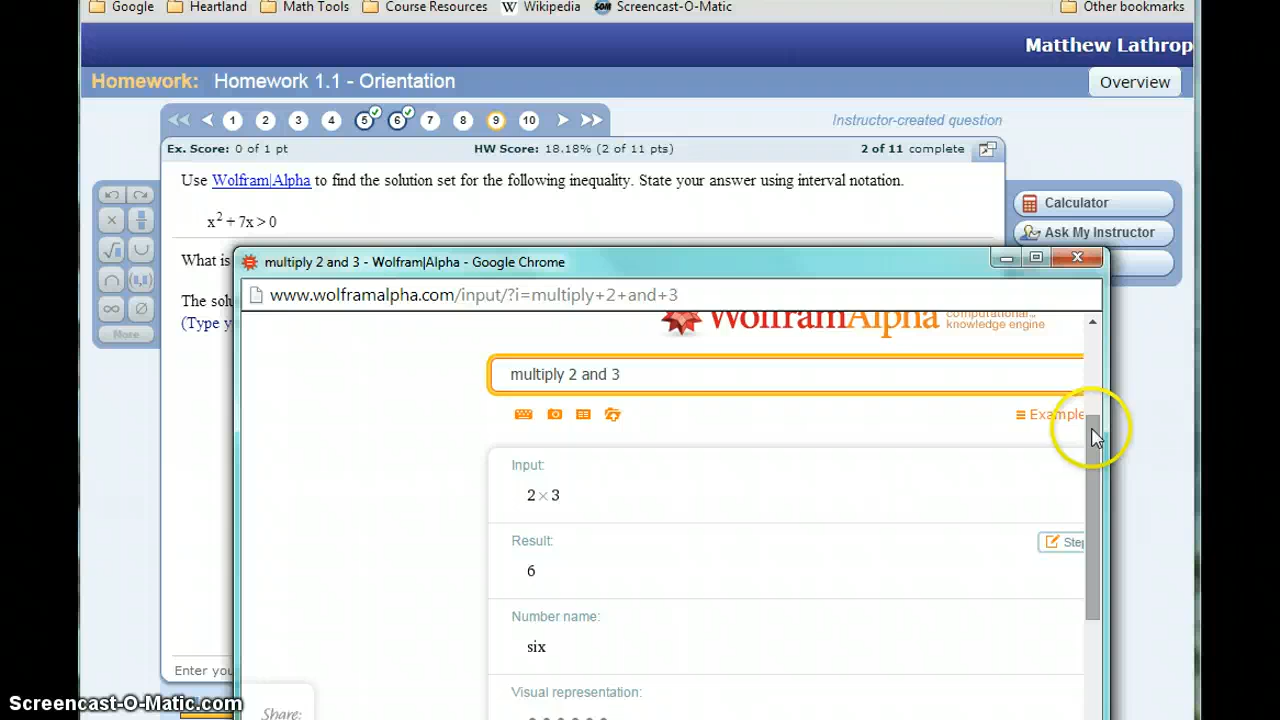 Google Heartland Math Tools Course Resources W Wikipedia SOM Screencast-O-Matic Other bookmarks
Matthew Lathrop
Homework: Homework 1.1 - Orientation Overview
1 2 3 4 5 6 7 8 9 10 Instructor-created question
Ex. Score: 0 of 1 pt HW Score: 18.18% (2 of 11 pts) 2 of 11 complete
Use Wolfram|Alpha to find the solution set for the following inequality. State your answer using interval notation.
Calculator
x² + 7x > 0
Ask My Instructor
What is
multiply 2 and 3 - Wolfram|Alpha - Google Chrome
The solu
www.wolframalpha.com/input/?i=multiply+2+and+3
(Type y
More
WolframAlpha computational... knowledge engine
multiply 2 and 3
Example
Input:
2 × 3
Result:
Step
6
Number name:
six
Enter you
Visual representation:
Share:
Screencast-O-Matic.com